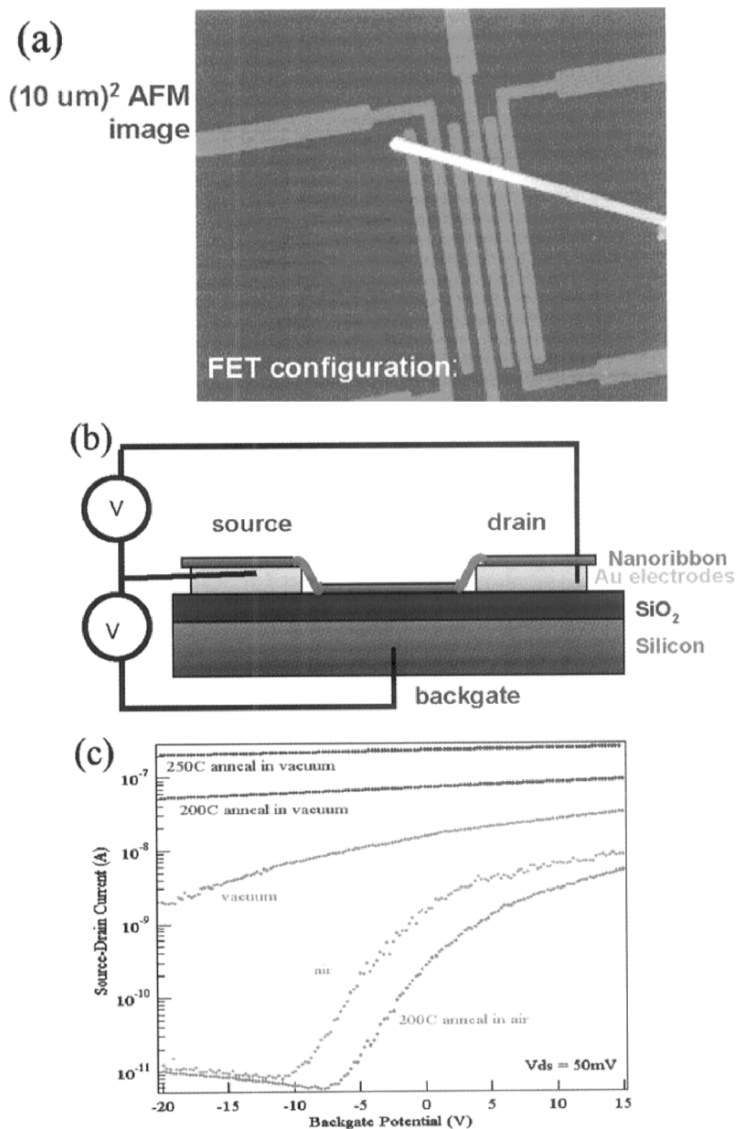 (a)
(10 um)² AFM
image
FET configuration:
(b)
V
source
drain
Nanoribbon
Au electrodes
V
SiO₂
Silicon
backgate
(c)
250C anneal in vacuum
10⁻⁷
200C anneal in vacuum
10⁻⁸
vacuum
Source-Drain Current (A)
10⁻⁹
air
10⁻¹⁰
200C anneal in air
10⁻¹¹
Vds = 50mV
-20 -15 -10 -5 0 5 10 15
Backgate Potential (V)